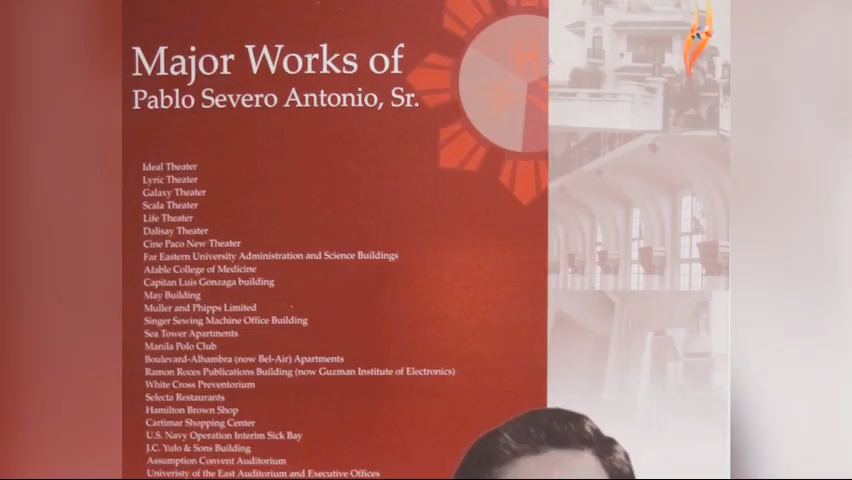 Major Works of
Pablo Severo Antonio, Sr.
Ideal Theater
Lyric Theater
Galaxy Theater
Scala Theater
Life Theater
Dalisay Theater
Cine Paco New Theater
Far Eastern University Administration and Science Buildings
Afable College of Medicine
Capitan Luis Gonzaga building
May Building
Muller and Phipps Limited
Singer Sewing Machine Office Building
Sea Tower Apartments
Manila Polo Club
Boulevard-Alhambra (now Bel-Air) Apartments
Ramon Roces Publications Building (now Guzman Institute of Electronics)
White Cross Preventorium
Selecta Restaurants
Hamilton Brown Shop
Cartimar Shopping Center
U.S. Navy Operation Interim Sick Bay
J.C. Yulo & Sons Building
Assumption Convent Auditorium
Univeristy of the East Auditorium and Executive Offices